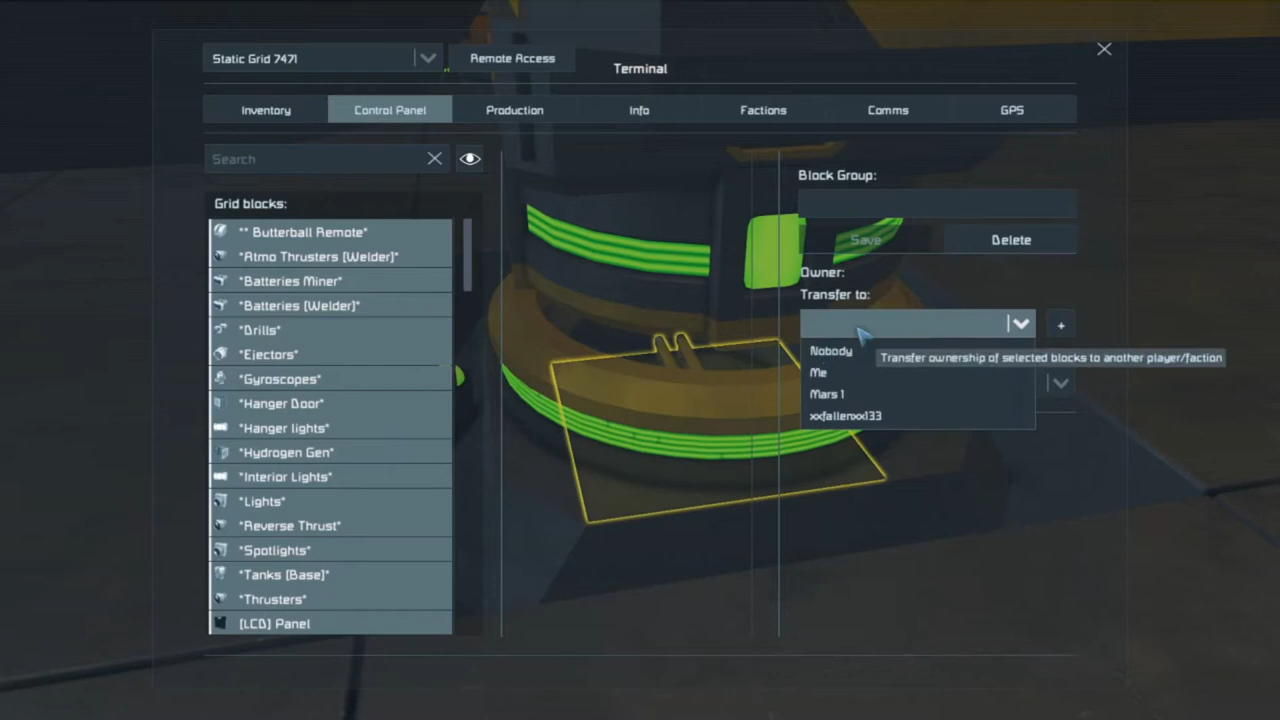 Static Grid 7471
Remote Access
Terminal
Inventory
Control Panel
Production
Info
Factions
Comms
GPS
Search
Grid blocks:
** Butterball Remote*
*Atmo Thrusters [Welder]*
*Batteries Miner*
*Batteries [Welder]*
*Drills*
*Ejectors*
*Gyroscopes*
*Hanger Door*
*Hanger lights*
*Hydrogen Gen*
*Interior Lights*
*Lights*
*Reverse Thrust*
*Spotlights*
*Tanks [Base]*
*Thrusters*
[LCD] Panel
Block Group:
Save
Delete
Owner:
Transfer to:
+
Nobody
Me
Mars 1
xxfallenxx133
Transfer ownership of selected blocks to another player/faction